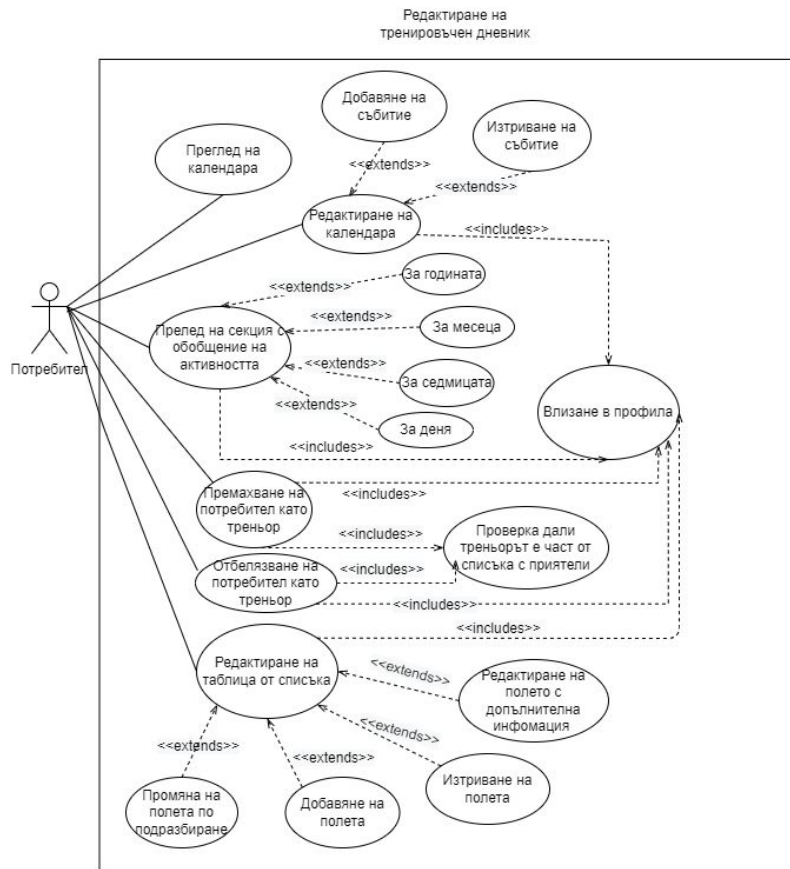 Редактиране на
тренировъчен дневник
Добавяне на
събитие
Изтриване на
събитие
Преглед на
календара
<<extends>>
<<extends>>
Редактиране на
календара
<<includes>>
За годината
<<extends>>
<<extends>>
За месеца
Прелед на секция с
обобщение на
активността
<<extends>>
За седмицата
<<extends>>
За деня
Потребител
Влизане в профила
<<includes>>
Премахване на
потребител като
треньор
<<includes>>
<<includes>>
Проверка дали
треньорът е част от
списъка с приятели
Отбелязване на
потребител като
треньор
<<includes>>
<<includes>>
<<includes>>
Редактиране на
таблица от списъка
<<extends>>
Редактиране на
полето с
допълнителна
инфомация
<<extends>>
<<extends>>
<<extends>>
Промяна на
полета по
подразбиране
Добавяне на
полета
Изтриване на
полета